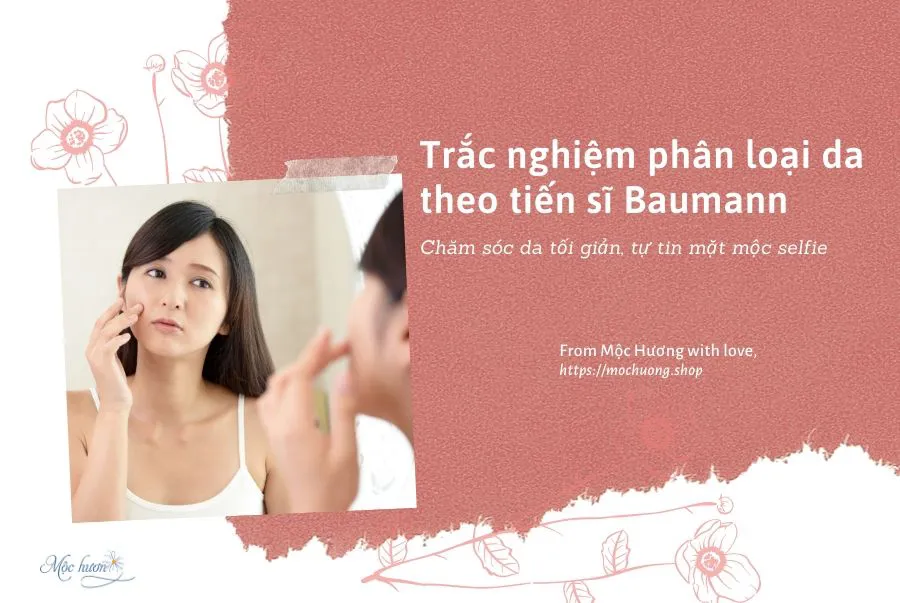 Trắc nghiệm phân loại da
theo tiến sĩ Baumann
Chăm sóc da tối giản, tự tin mặt mộc selfie
From Mộc Hương with love,
https://mochuong.shop
Mộc hương